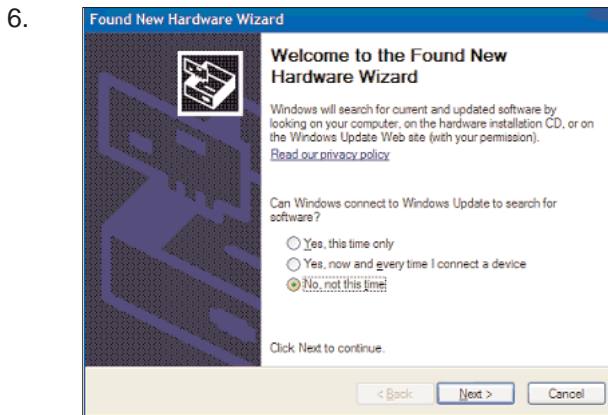 6.
Found New Hardware Wizard
Welcome to the Found New
Hardware Wizard
Windows will search for current and updated software by
looking on your computer, on the hardware installation CD, or on
the Windows Update Web site (with your permission).
Read our privacy policy
Can Windows connect to Windows Update to search for
software?
Yes, this time only
Yes, now and every time I connect a device
No, not this time
Click Next to continue.
< Back Next > Cancel